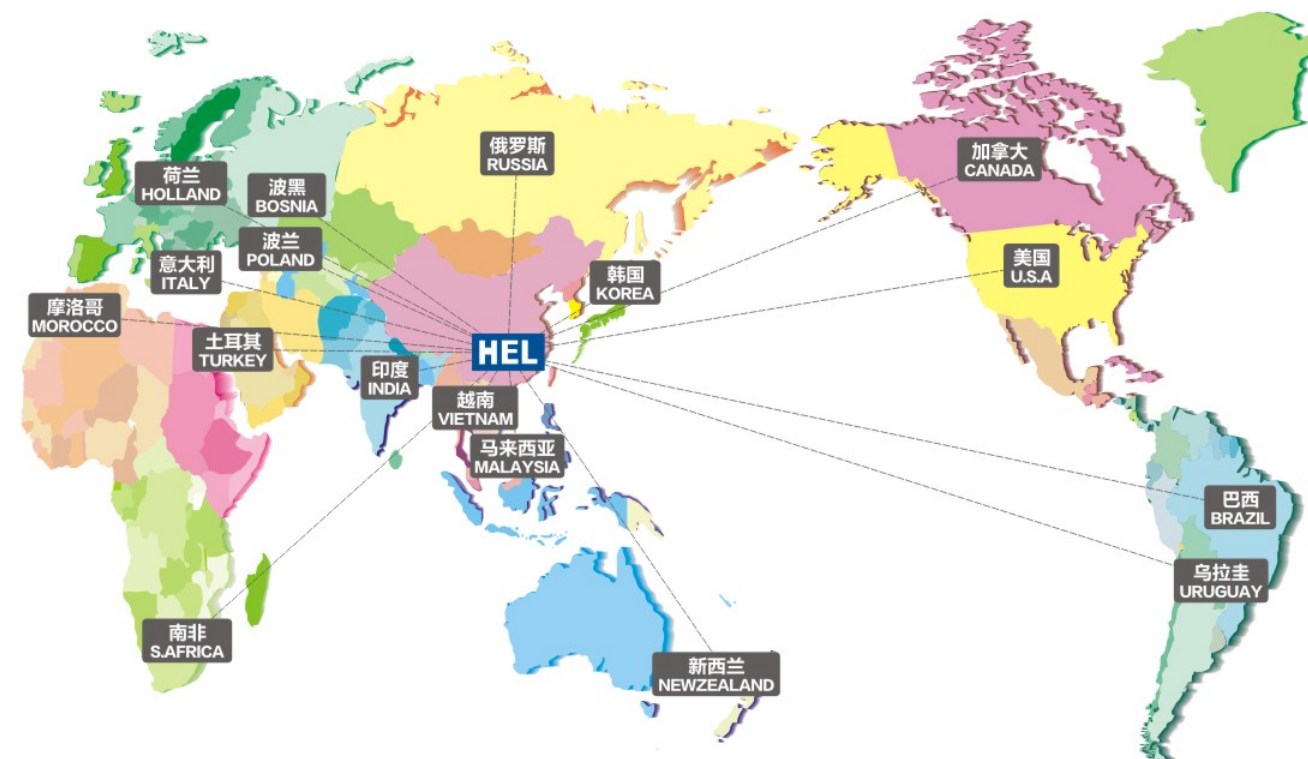 俄罗斯
RUSSIA
加拿大
CANADA
荷兰
HOLLAND
波黑
BOSNIA
波兰
POLAND
意大利
ITALY
美国
U.S.A
韩国
KOREA
摩洛哥
MOROCCO
土耳其
TURKEY
HEL
印度
INDIA
越南
VIETNAM
马来西亚
MALAYSIA
巴西
BRAZIL
乌拉圭
URUGUAY
南非
S.AFRICA
新西兰
NEWZEALAND